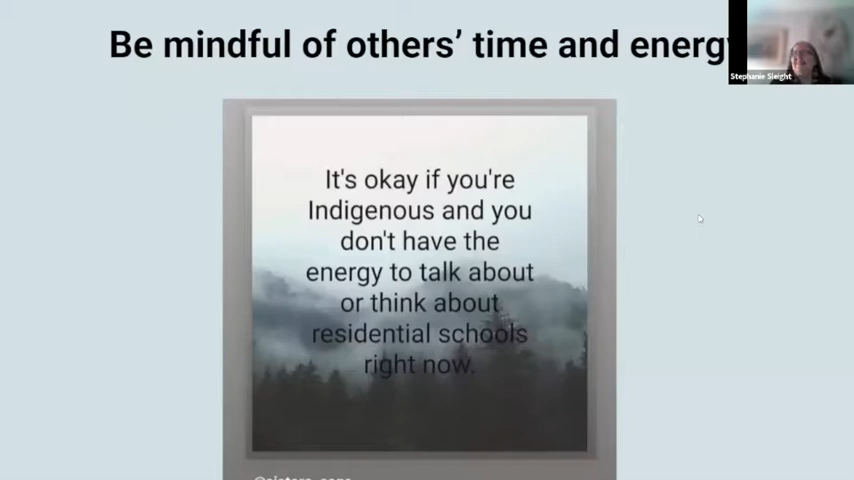 Be mindful of others' time and energy
Stephanie Sleight
It's okay if you're
Indigenous and you
don't have the
energy to talk about
or think about
residential schools
right now.